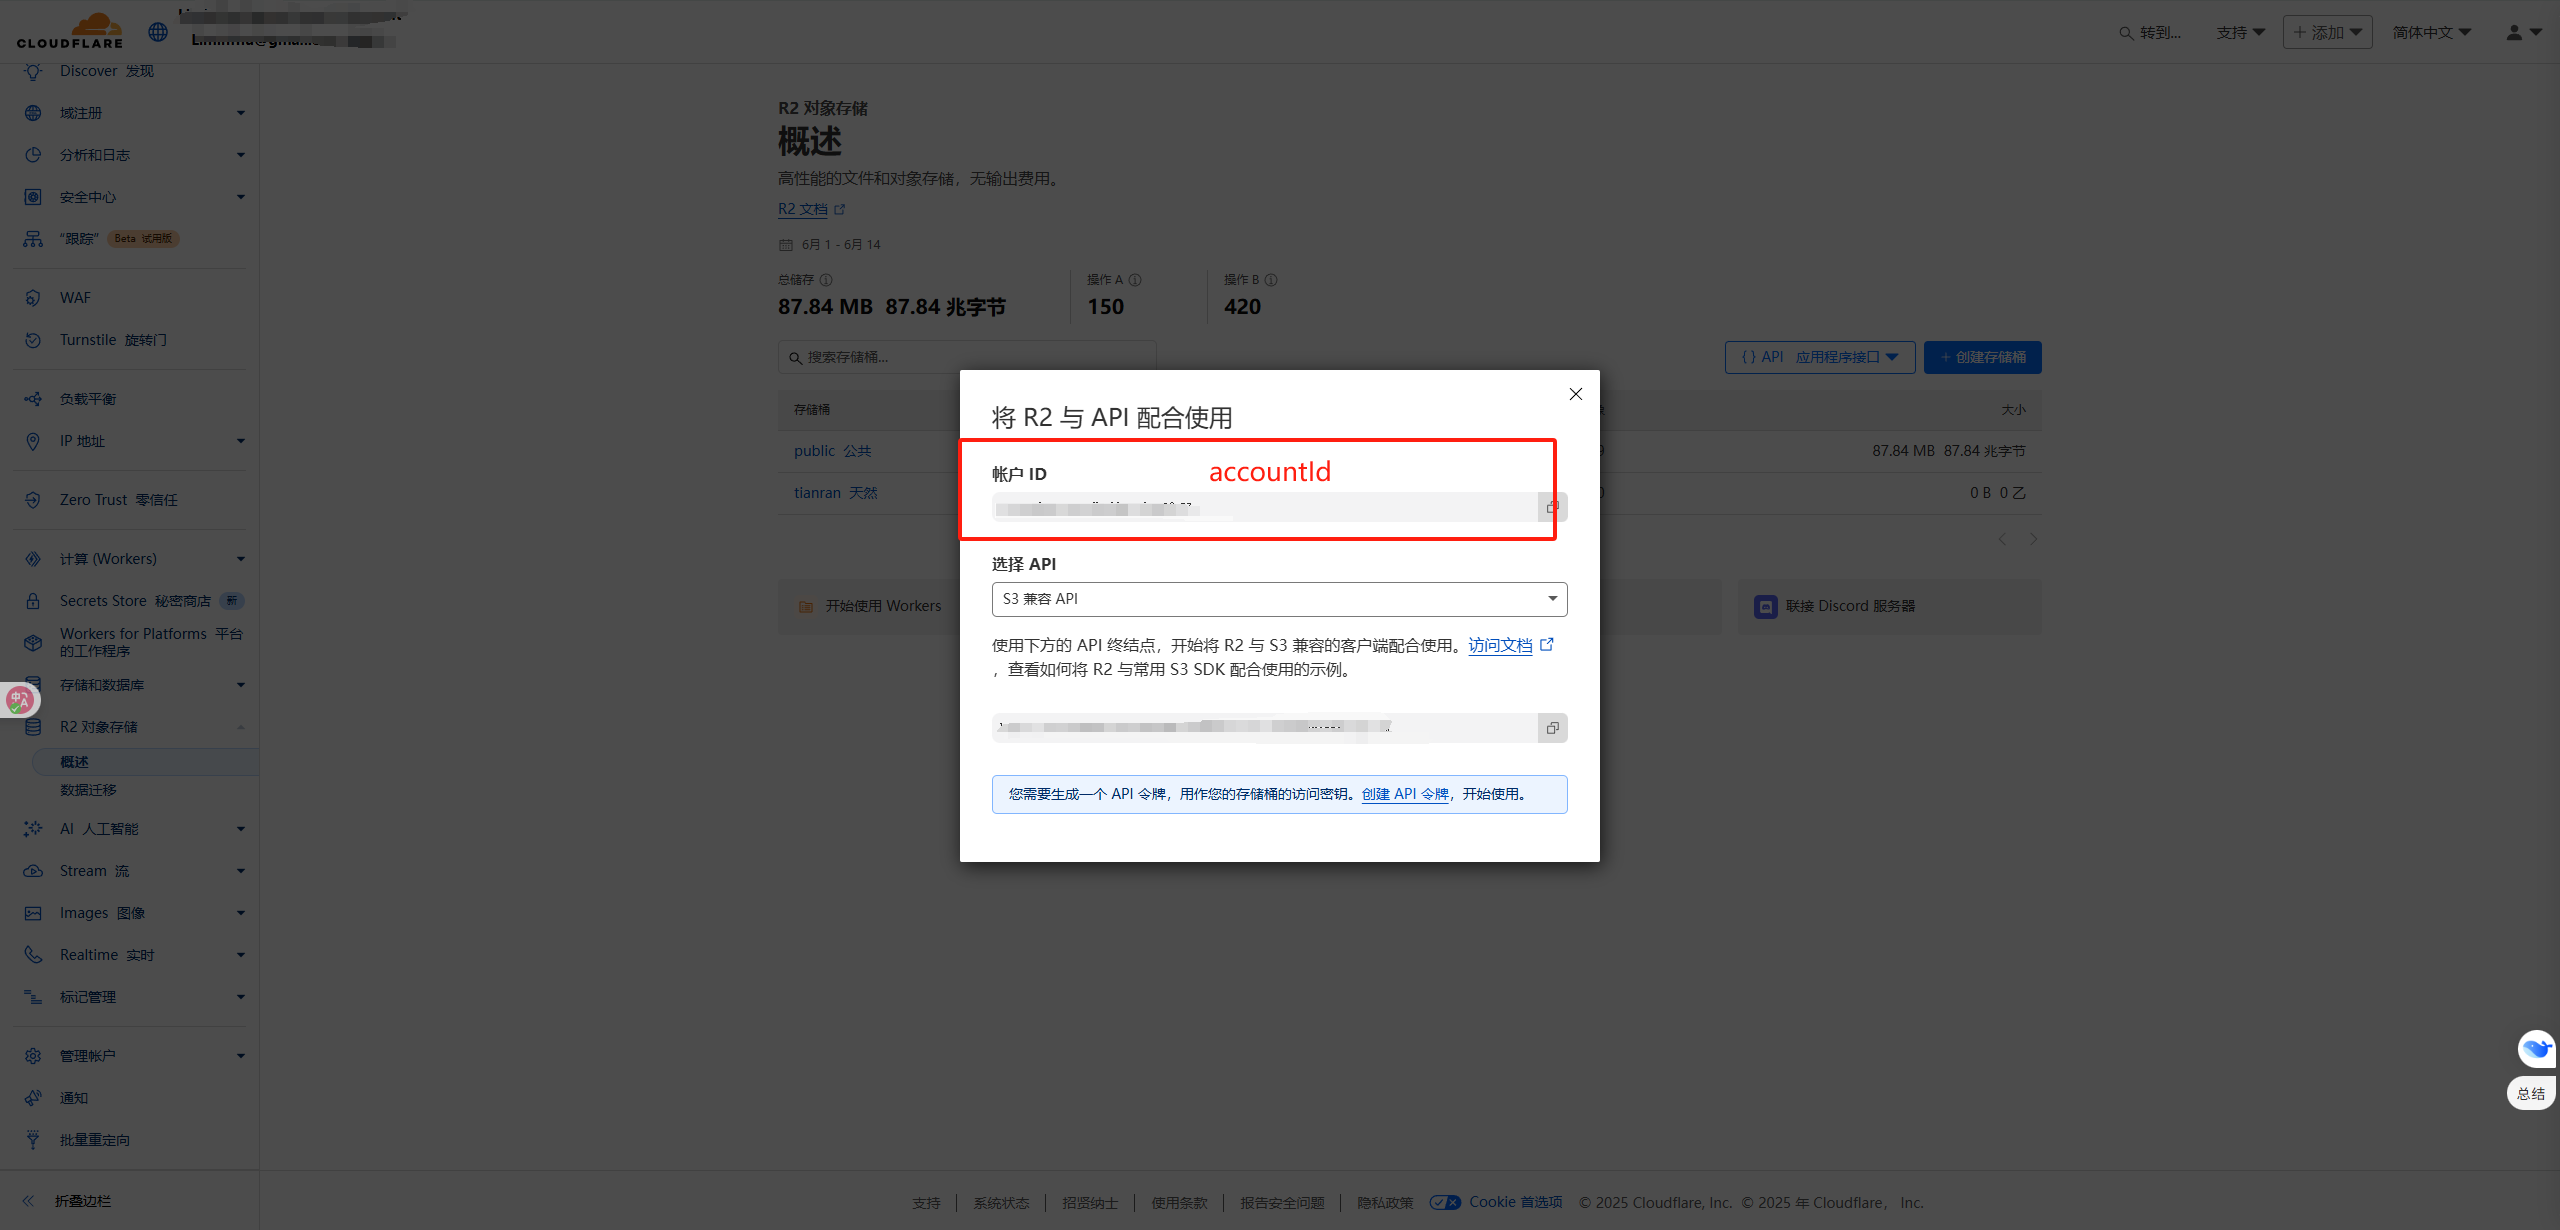 CLOUDFLARE
转到...
支持
添加
简体中文
Discover 发现
域注册
分析和日志
安全中心
“跟踪” Beta 试用版
WAF
Turnstile 旋转门
负载平衡
IP 地址
Zero Trust 零信任
计算 (Workers)
Secrets Store 秘密商店 新
Workers for Platforms 平台
的工作程序
存储和数据库
R2 对象存储
概述
数据迁移
AI 人工智能
Stream 流
Images 图像
Realtime 实时
标记管理
管理帐户
通知
批量重定向
折叠边栏
R2 对象存储
概述
高性能的文件和对象存储，无输出费用。
R2 文档
6月 1 - 6月 14
总储存
87.84 MB 87.84 兆字节
操作 A
150
操作 B
420
搜索存储桶...
{ } API 应用程序接口
+ 创建存储桶
存储桶
大小
public 公共
87.84 MB 87.84 兆字节
tianran 天然
0 B 0 乙
开始使用 Workers
联接 Discord 服务器
将 R2 与 API 配合使用
帐户 ID
accountId
选择 API
S3 兼容 API
使用下方的 API 终结点，开始将 R2 与 S3 兼容的客户端配合使用。访问文档
，查看如何将 R2 与常用 S3 SDK 配合使用的示例。
您需要生成一个 API 令牌，用作您的存储桶的访问密钥。创建 API 令牌，开始使用。
总结
支持
系统状态
招贤纳士
使用条款
报告安全问题
隐私政策
Cookie 首选项
© 2025 Cloudflare, Inc. © 2025 年 Cloudflare， Inc.